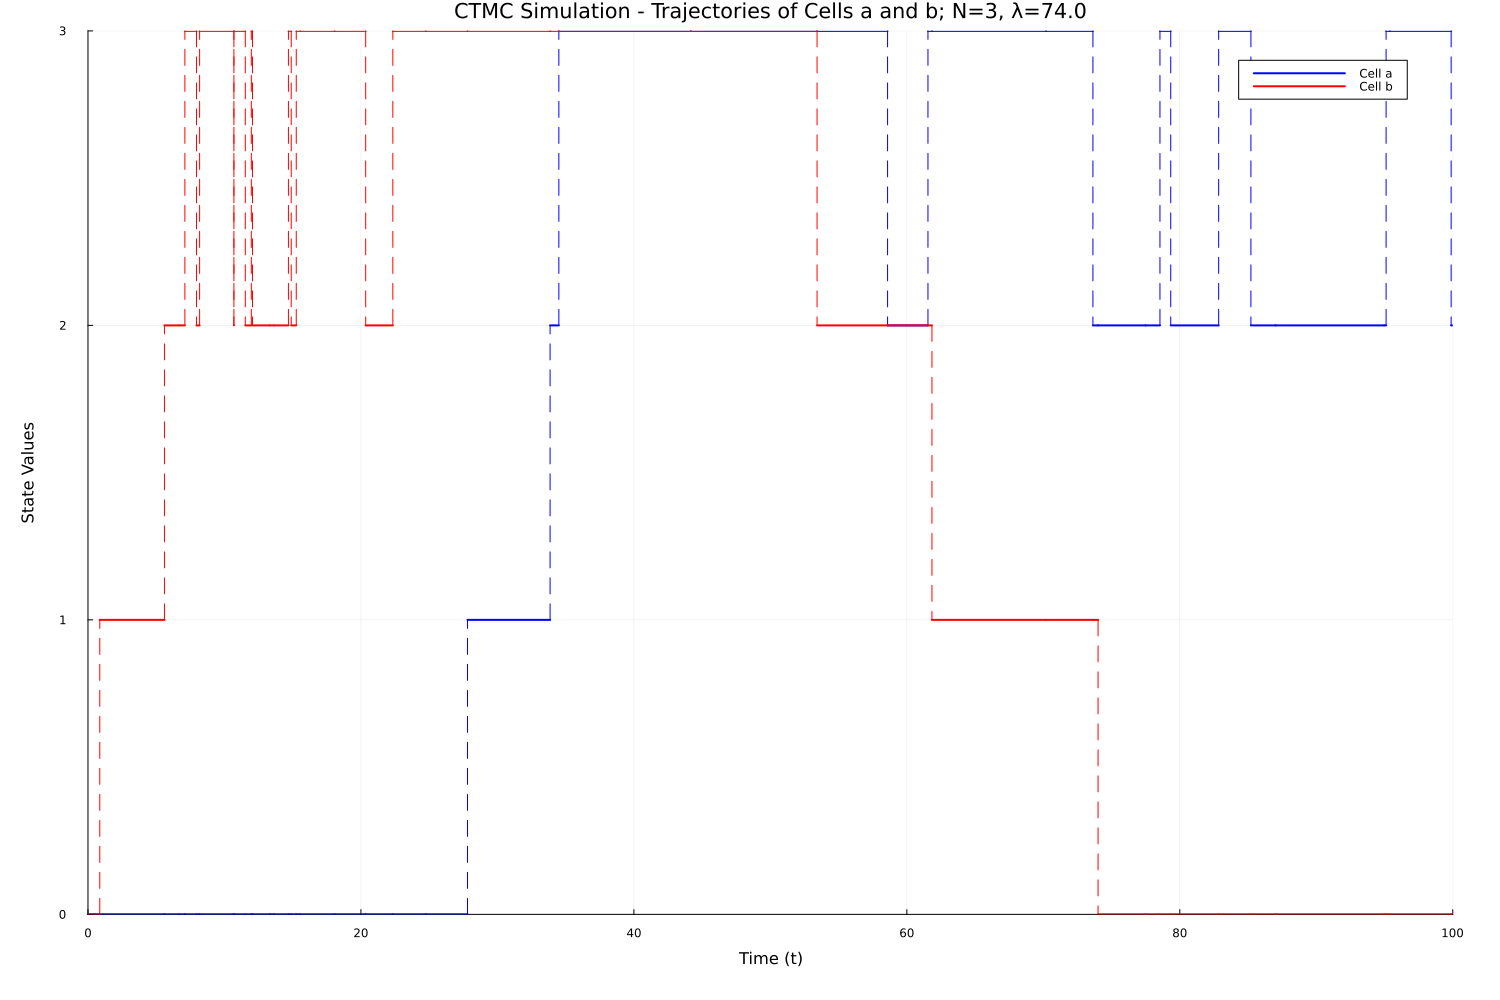 CTMC Simulation - Trajectories of Cells a and b; N=3, λ=74.0
3
Cell a
Cell b
2
State Values
1
0
0 20 40 60 80 100
Time (t)